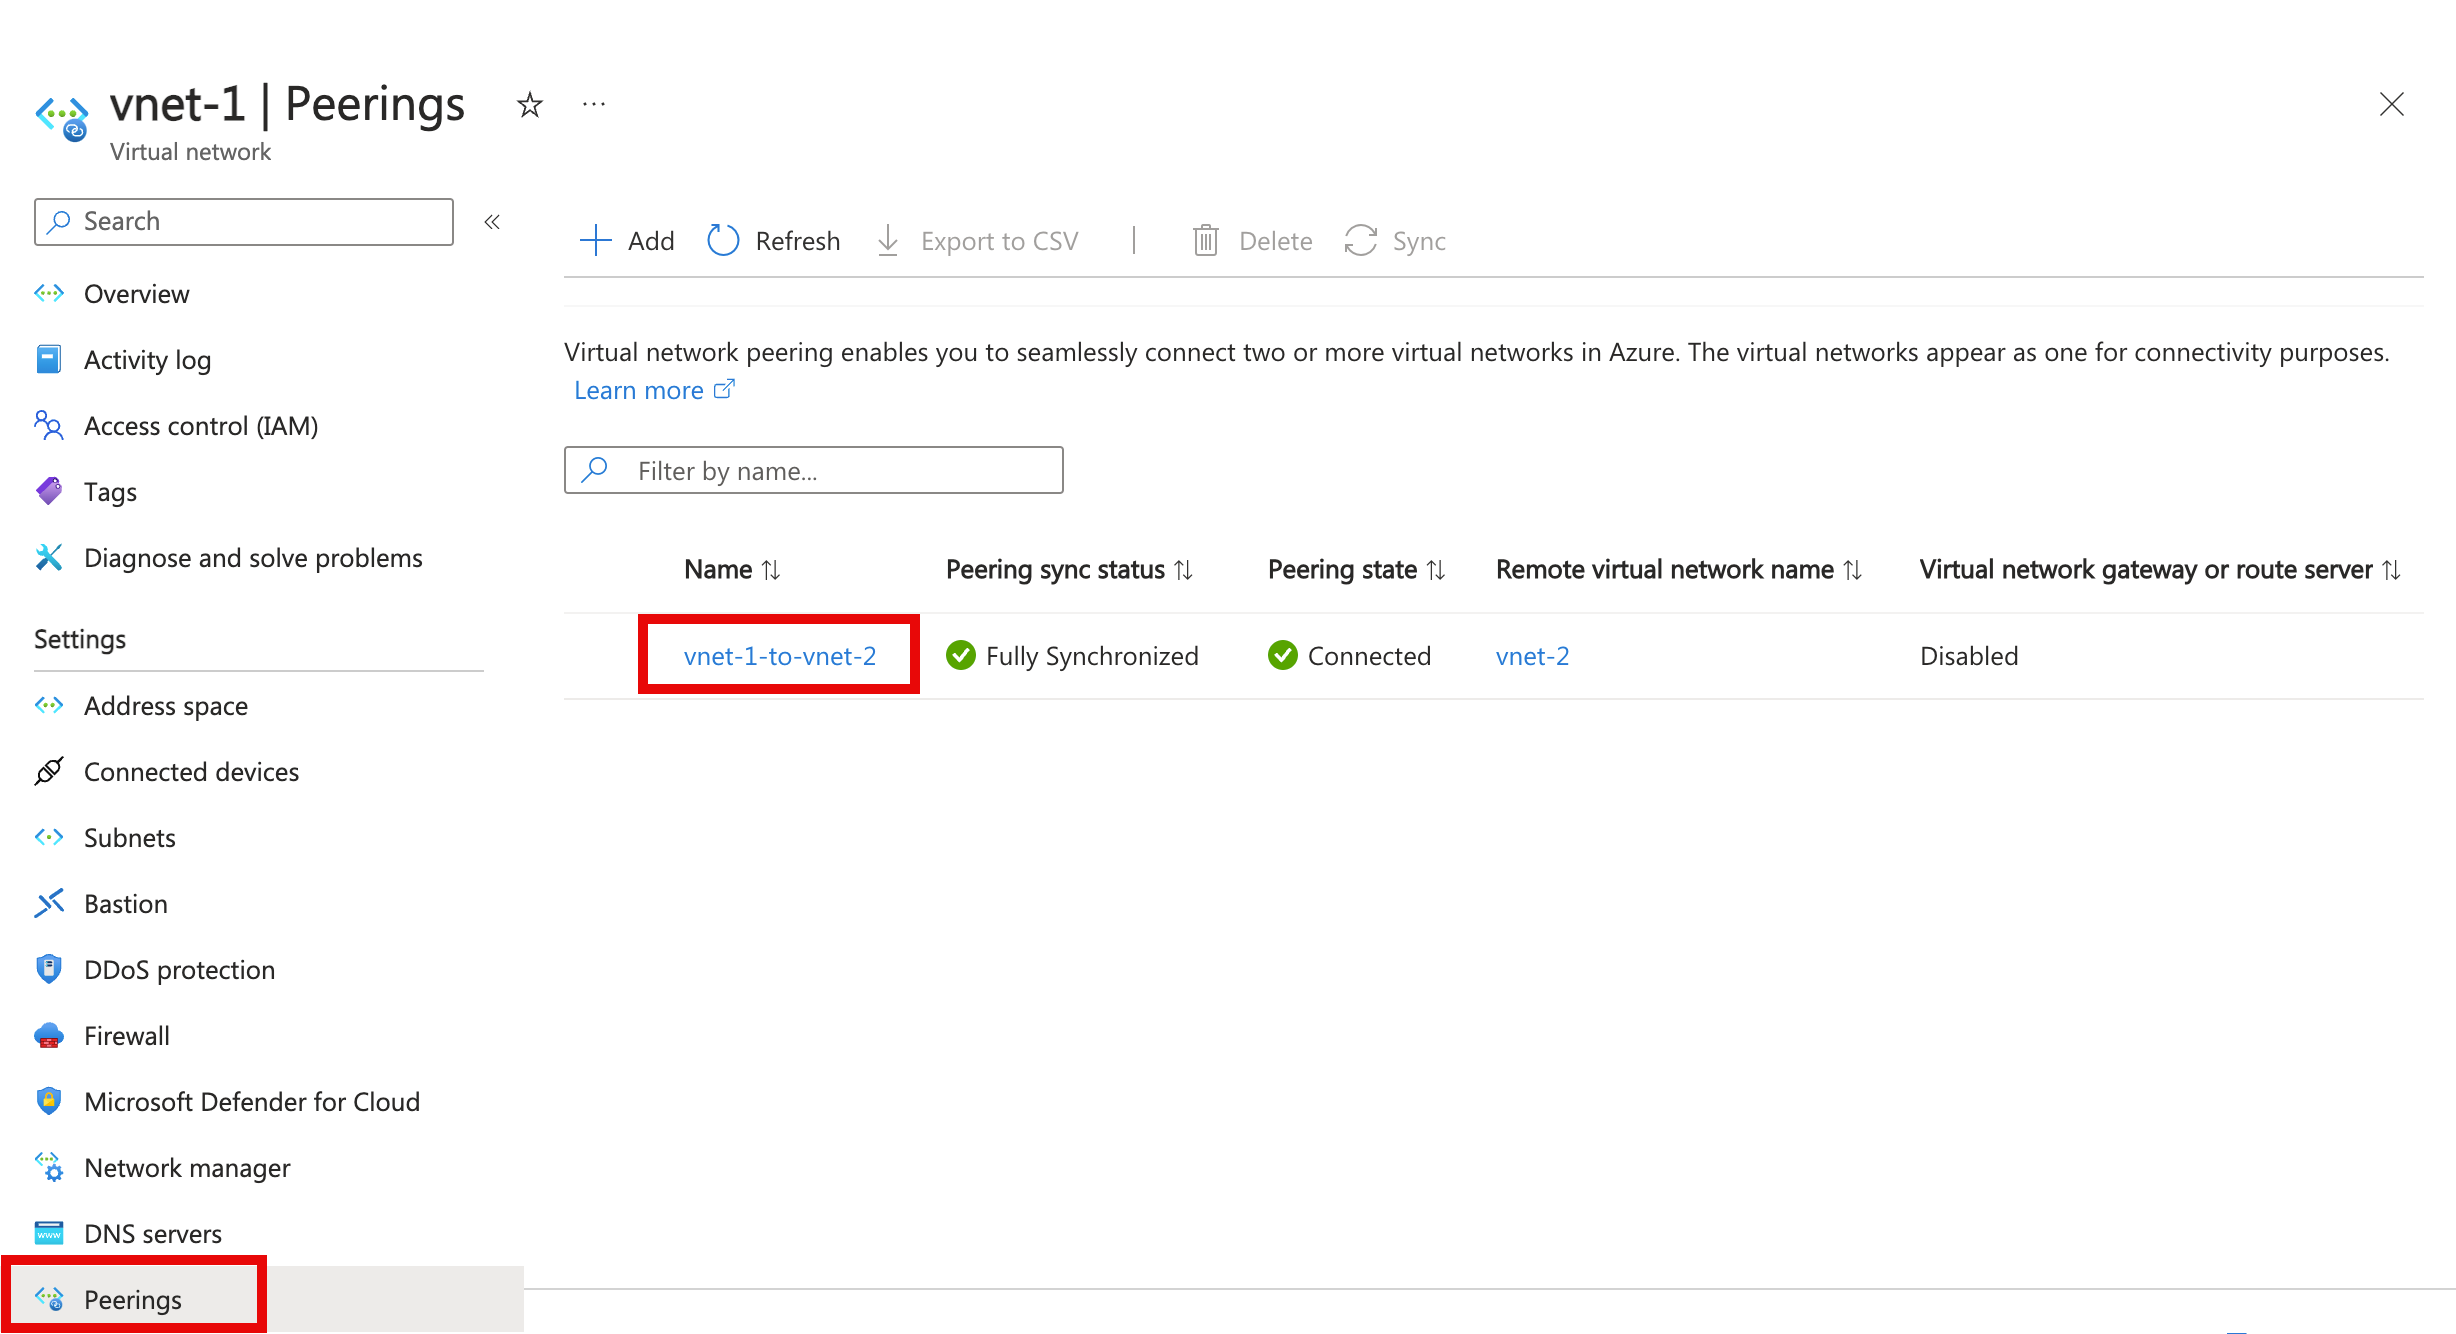 vnet-1 | Peerings
Virtual network
Search
Overview
Activity log
Access control (IAM)
Tags
Diagnose and solve problems
Settings
Address space
Connected devices
Subnets
Bastion
DDoS protection
Firewall
Microsoft Defender for Cloud
Network manager
DNS servers
Peerings
Add Refresh Export to CSV | Delete Sync
Virtual network peering enables you to seamlessly connect two or more virtual networks in Azure. The virtual networks appear as one for connectivity purposes.
Learn more
Filter by name...
Name Peering sync status Peering state Remote virtual network name Virtual network gateway or route server
vnet-1-to-vnet-2 Fully Synchronized Connected vnet-2 Disabled